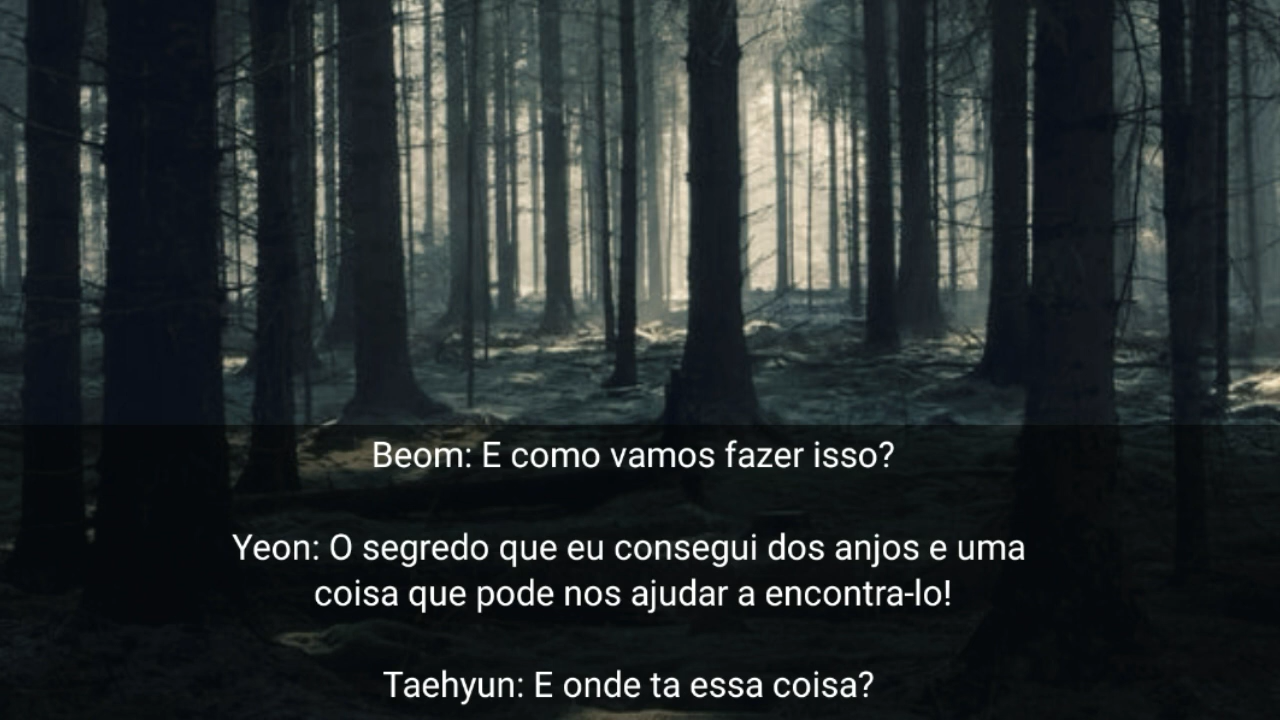 Beom: E como vamos fazer isso?
Yeon: O segredo que eu consegui dos anjos e uma
coisa que pode nos ajudar a encontra-lo!
Taehyun: E onde ta essa coisa?